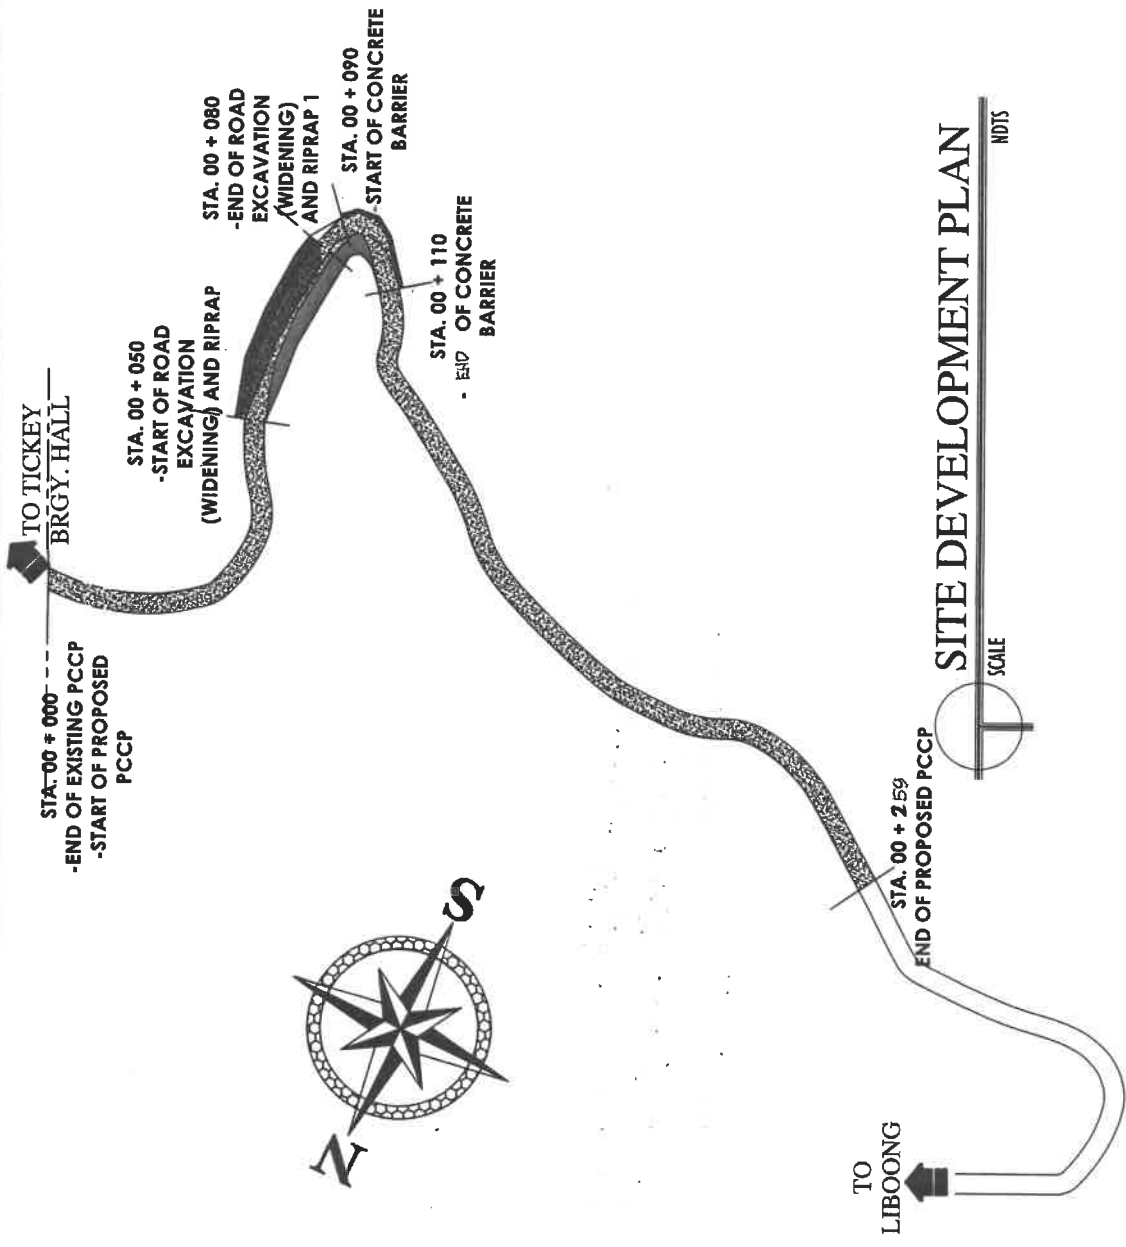 TO TICKEY
BRGY. HALL
STA. 00 + 000
-END OF EXISTING PCCP
-START OF PROPOSED
PCCP
STA. 00 + 050
-START OF ROAD
EXCAVATION
(WIDENING) AND RIPRAP
STA. 00 + 080
-END OF ROAD
EXCAVATION
(WIDENING)
AND RIPRAP 1
STA. 00 + 090
-START OF CONCRETE
BARRIER
STA. 00 + 110
- END OF CONCRETE
BARRIER
N
S
STA. 00 + 259
END OF PROPOSED PCCP
TO
LIBOONG
SITE DEVELOPMENT PLAN
SCALE
NDTS